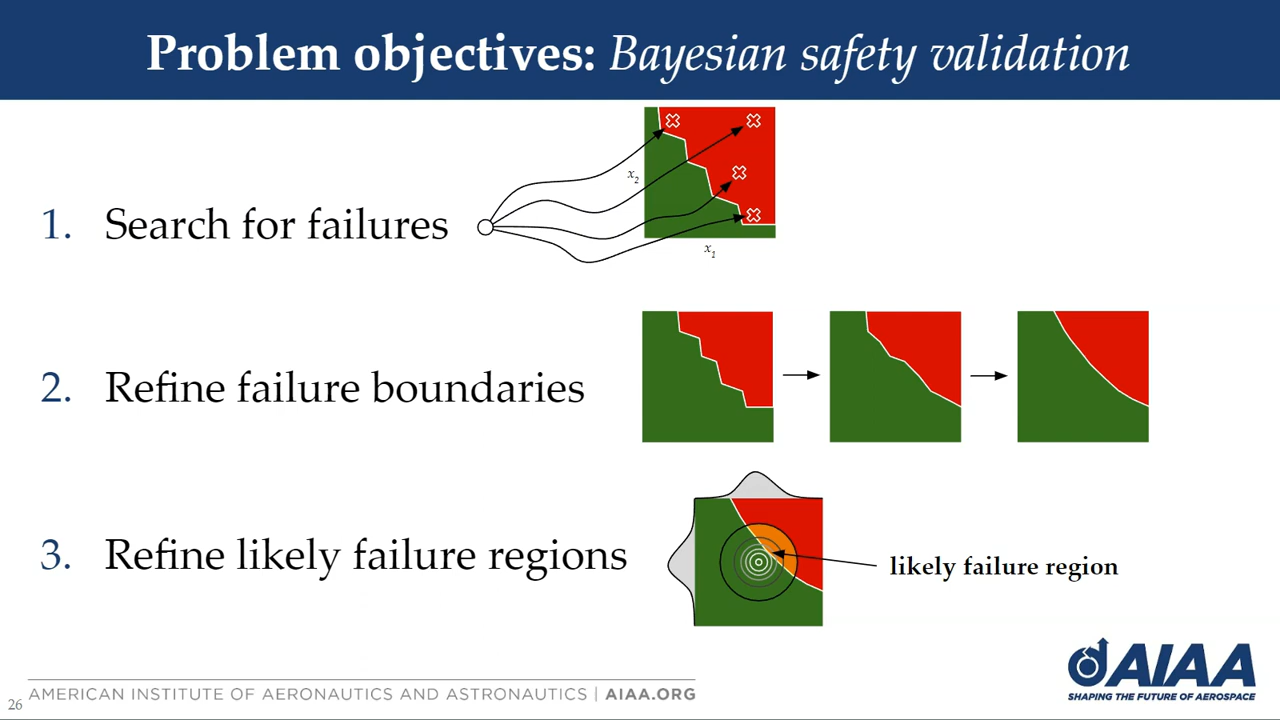 Problem objectives: Bayesian safety validation
1. Search for failures
x2
x1
2. Refine failure boundaries
3. Refine likely failure regions
likely failure region
AIAA
SHAPING THE FUTURE OF AEROSPACE
AMERICAN INSTITUTE OF AERONAUTICS AND ASTRONAUTICS | AIAA.ORG
26